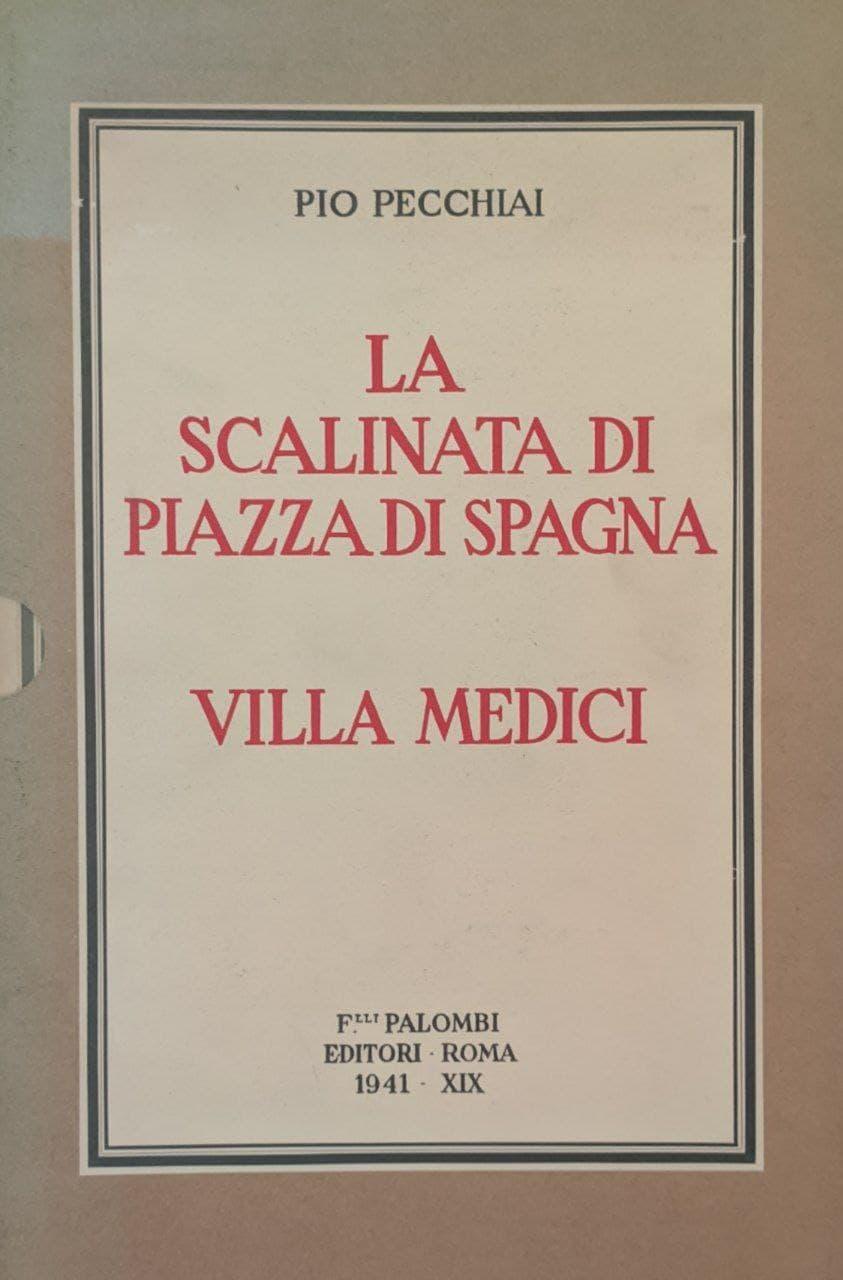 PIO PECCHIAI
LA
SCALINATA DI
PIAZZA DI SPAGNA
VILLA MEDICI
F.LLI PALOMBI
EDITORI · ROMA
1941 · XIX